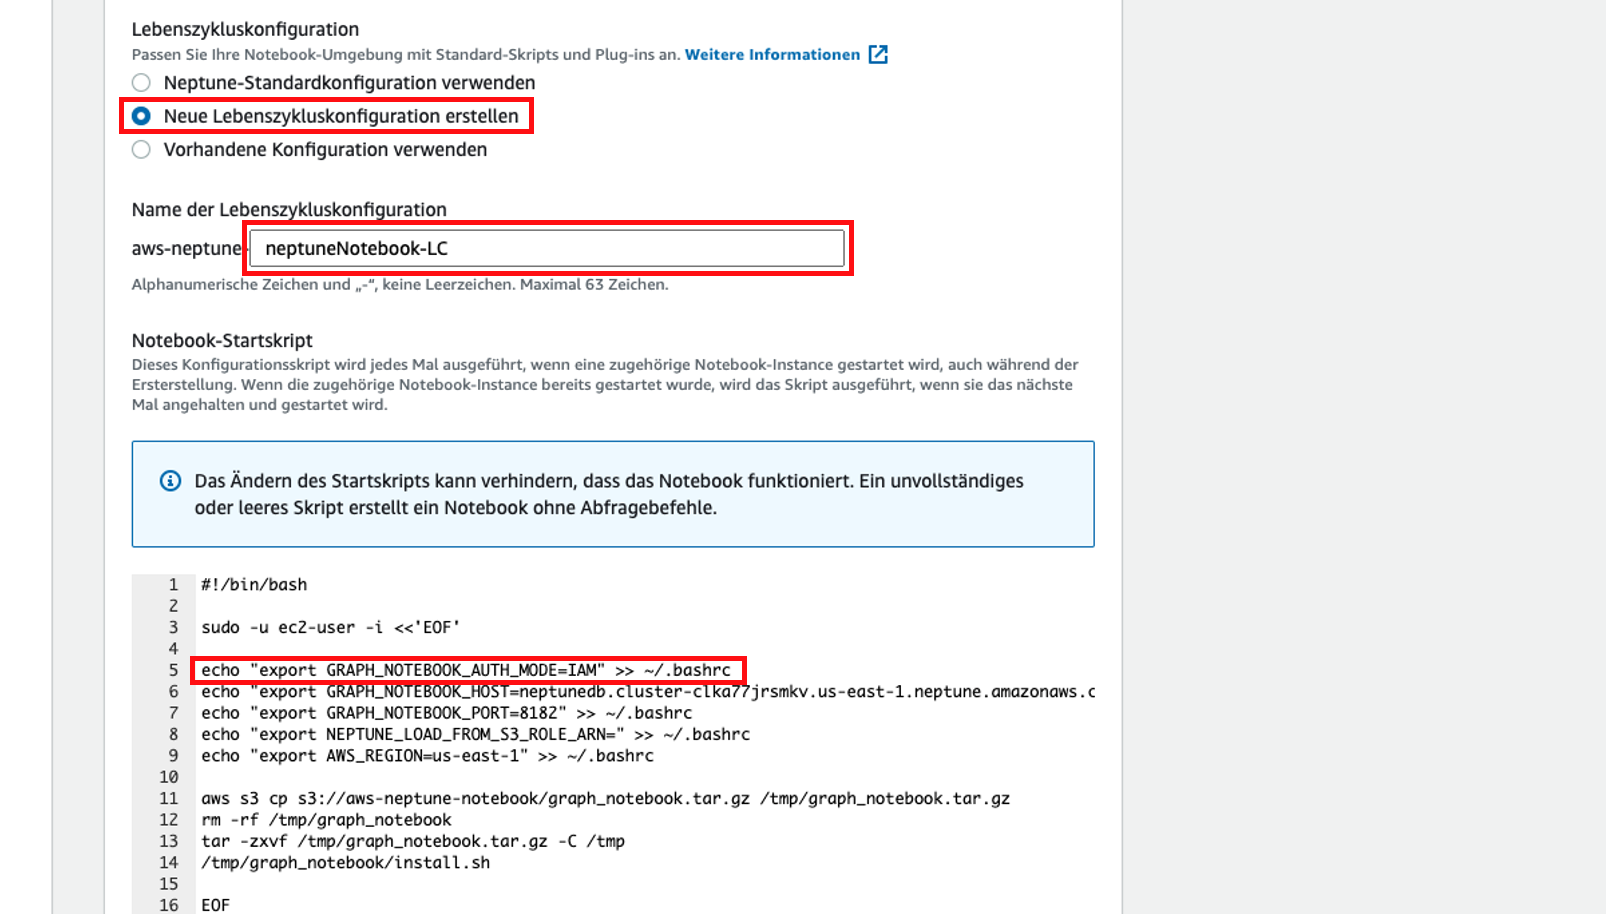 Lebenszykluskonfiguration
Passen Sie Ihre Notebook-Umgebung mit Standard-Skripts und Plug-ins an. Weitere Informationen
Neptune-Standardkonfiguration verwenden
Neue Lebenszykluskonfiguration erstellen
Vorhandene Konfiguration verwenden
Name der Lebenszykluskonfiguration
aws-neptune- neptuneNotebook-LC
Alphanumerische Zeichen und „-“, keine Leerzeichen. Maximal 63 Zeichen.
Notebook-Startskript
Dieses Konfigurationsskript wird jedes Mal ausgeführt, wenn eine zugehörige Notebook-Instance gestartet wird, auch während der
Ersterstellung. Wenn die zugehörige Notebook-Instance bereits gestartet wurde, wird das Skript ausgeführt, wenn sie das nächste
Mal angehalten und gestartet wird.
Das Ändern des Startskripts kann verhindern, dass das Notebook funktioniert. Ein unvollständiges
oder leeres Skript erstellt ein Notebook ohne Abfragebefehle.
1 #!/bin/bash
2
3 sudo -u ec2-user -i <<'EOF'
4
5 echo "export GRAPH_NOTEBOOK_AUTH_MODE=IAM" >> ~/.bashrc
6 echo "export GRAPH_NOTEBOOK_HOST=neptunedb.cluster-clka77jrsmkv.us-east-1.neptune.amazonaws.c
7 echo "export GRAPH_NOTEBOOK_PORT=8182" >> ~/.bashrc
8 echo "export NEPTUNE_LOAD_FROM_S3_ROLE_ARN=" >> ~/.bashrc
9 echo "export AWS_REGION=us-east-1" >> ~/.bashrc
10
11 aws s3 cp s3://aws-neptune-notebook/graph_notebook.tar.gz /tmp/graph_notebook.tar.gz
12 rm -rf /tmp/graph_notebook
13 tar -zxvf /tmp/graph_notebook.tar.gz -C /tmp
14 /tmp/graph_notebook/install.sh
15
16 EOF